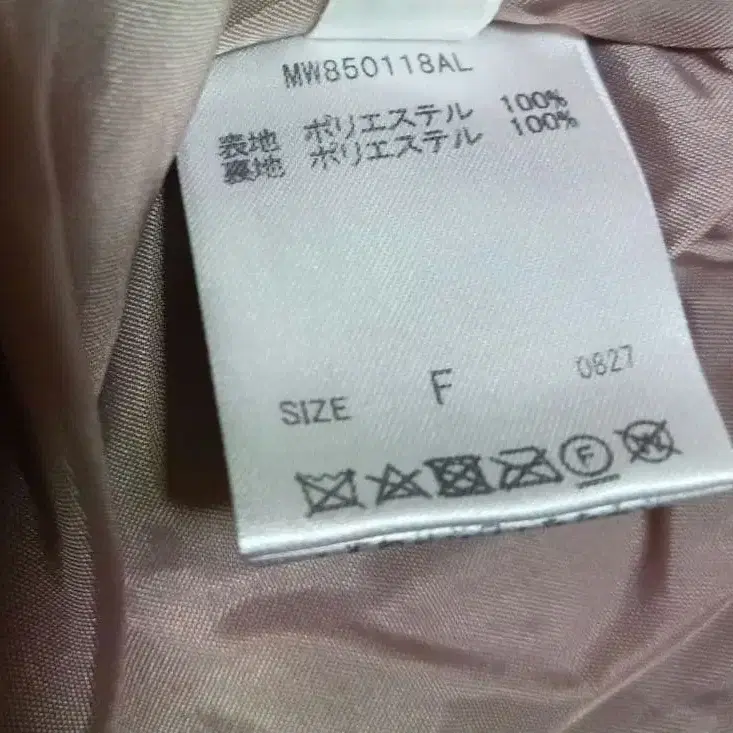 MW850118AL
表地 ポリエステル 100%
裏地 ポリエステル 100%
SIZE F 0827
F